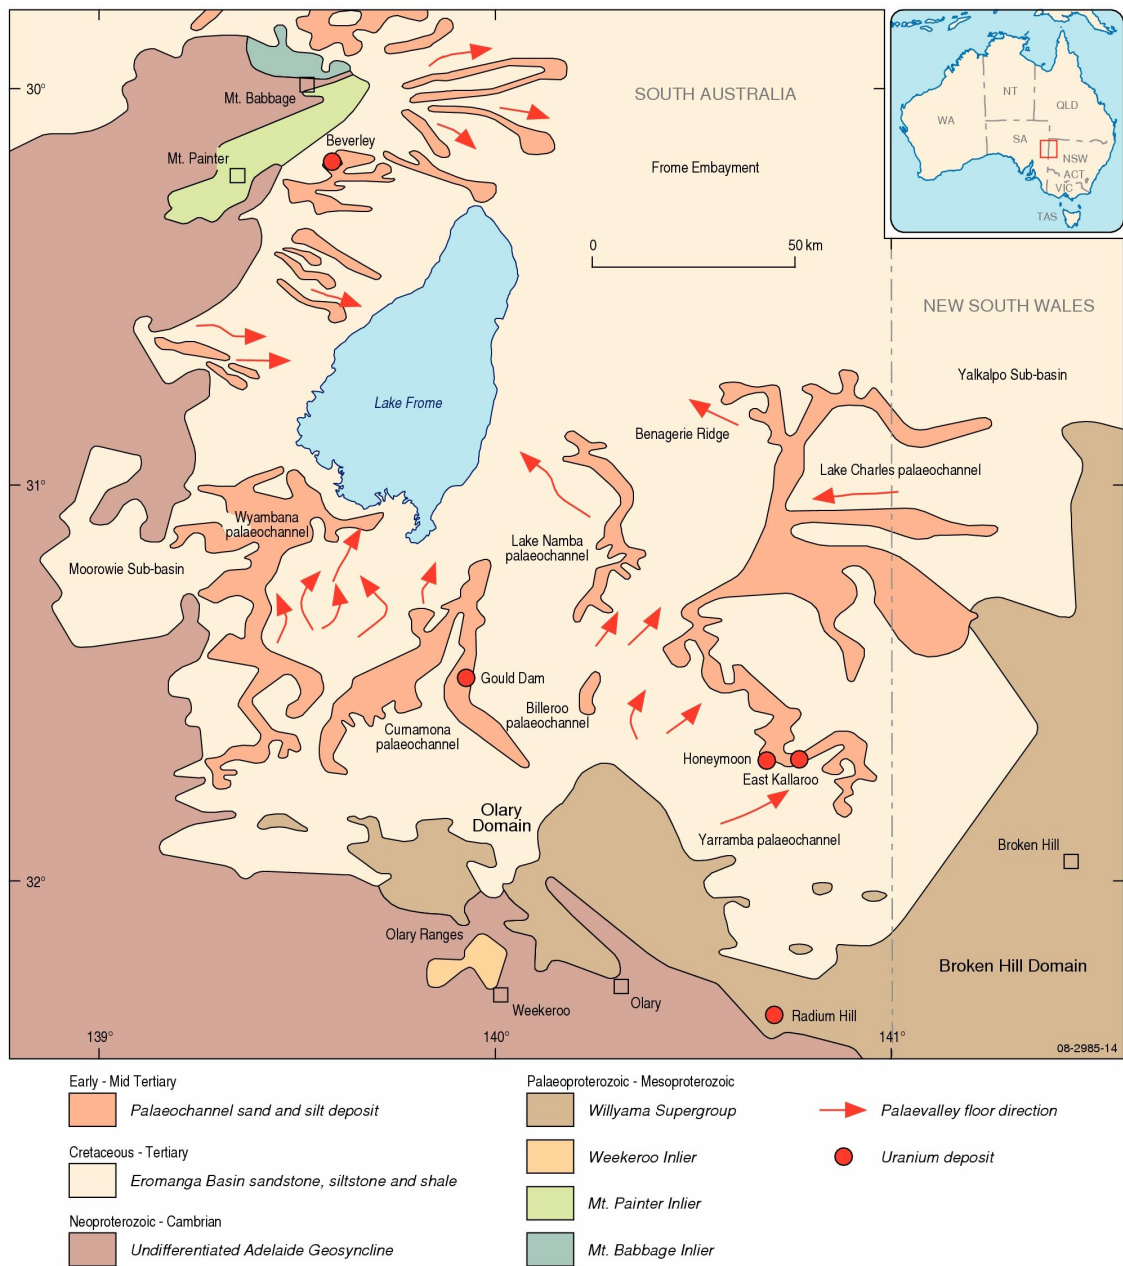 SOUTH AUSTRALIA
Frome Embayment
0
50 km
NT
QLD
WA
SA
NSW
ACT
VIC
TAS
30°
Mt. Babbage
Mt. Painter
Beverley
NEW SOUTH WALES
Yalkalpo Sub-basin
Lake Frome
Benagerie Ridge
Lake Charles palaeochannel
31°
Wyambana
palaeochannel
Lake Namba
palaeochannel
Moorowie Sub-basin
Gould Dam
Billeroo
palaeochannel
Curnamona
palaeochannel
Honeymoon
East Kallaroo
Olary
Domain
Yarramba palaeochannel
Broken Hill
32°
Olary Ranges
Broken Hill Domain
Weekeroo
Olary
Radium Hill
139°
140°
141°
08-2985-14
Early - Mid Tertiary
Palaeochannel sand and silt deposit
Cretaceous - Tertiary
Eromanga Basin sandstone, siltstone and shale
Neoproterozoic - Cambrian
Undifferentiated Adelaide Geosyncline
Palaeoproterozoic - Mesoproterozoic
Willyama Supergroup
Weekeroo Inlier
Mt. Painter Inlier
Mt. Babbage Inlier
Palaevalley floor direction
Uranium deposit